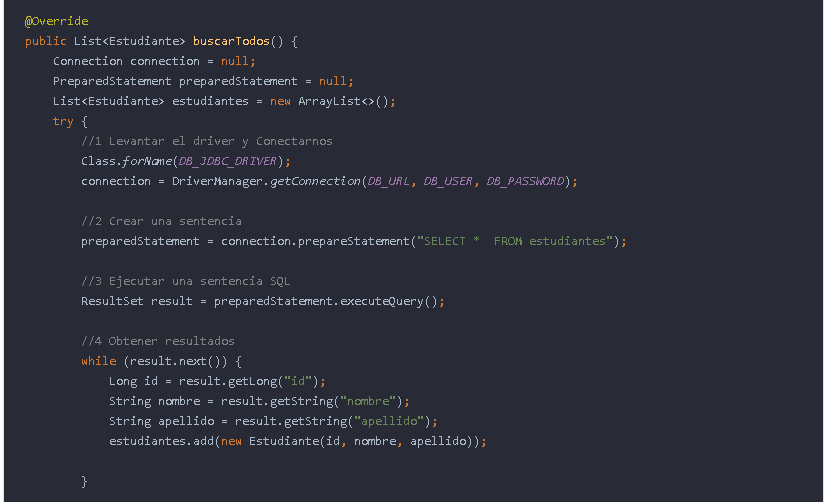 @Override
public List<Estudiante> buscarTodos() {
    Connection connection = null;
    PreparedStatement preparedStatement = null;
    List<Estudiante> estudiantes = new ArrayList<>();
    try {
        //1 Levantar el driver y Conectarnos
        Class.forName(DB_JDBC_DRIVER);
        connection = DriverManager.getConnection(DB_URL, DB_USER, DB_PASSWORD);

        //2 Crear una sentencia
        preparedStatement = connection.prepareStatement("SELECT *  FROM estudiantes");

        //3 Ejecutar una sentencia SQL
        ResultSet result = preparedStatement.executeQuery();

        //4 Obtener resultados
        while (result.next()) {
            Long id = result.getLong("id");
            String nombre = result.getString("nombre");
            String apellido = result.getString("apellido");
            estudiantes.add(new Estudiante(id, nombre, apellido));

        }